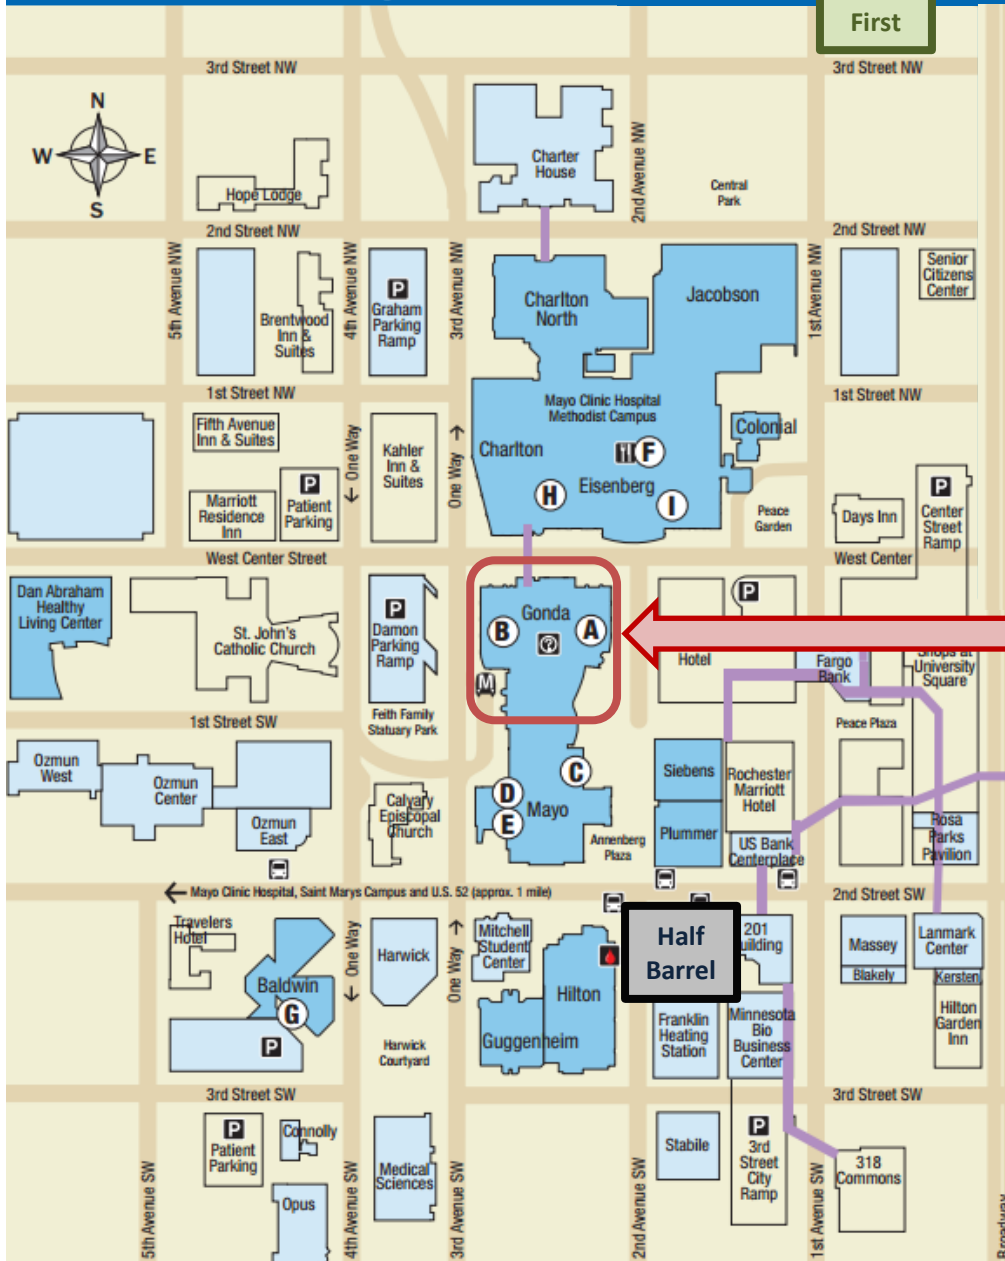 First
3rd Street NW
3rd Street NW
N
W
E
S
Charter
House
2nd Avenue NW
Central
Park
Hope Lodge
2nd Street NW
2nd Street NW
5th Avenue NW
4th Avenue NW
3rd Avenue NW
1st Avenue NW
Brentwood
Inn &
Suites
P
Graham
Parking
Ramp
Charlton
North
Jacobson
Senior
Citizens
Center
1st Street NW
1st Street NW
Fifth Avenue
Inn & Suites
One Way
Kahler
Inn &
Suites
One Way
Mayo Clinic Hospital
Methodist Campus
Charlton
F
Eisenberg
H
I
Colonial
Marriott
Residence
Inn
P
Patient
Parking
Peace
Garden
Days Inn
P
Center
Street
Ramp
West Center Street
West Center
Dan Abraham
Healthy
Living Center
St. John's
Catholic Church
P
Damon
Parking
Ramp
Gonda
B
A
?
M
P
Hotel
Fargo
Bank
Shops at
University
Square
Feith Family
Statuary Park
1st Street SW
Peace Plaza
Ozmun
West
Ozmun
Center
Ozmun
East
Calvary
Episcopal
Church
C
D
Mayo
E
Annenberg
Plaza
Siebens
Plummer
Rochester
Marriott
Hotel
US Bank
Centerplace
Rosa
Parks
Pavilion
Mayo Clinic Hospital, Saint Marys Campus and U.S. 52 (approx. 1 mile)
2nd Street SW
Travelers
Hotel
Baldwin
G
P
One Way
Harwick
Harwick
Courtyard
One Way
Mitchell
Student
Center
Hilton
Guggenheim
Half
Barrel
201
Building
Franklin
Heating
Station
Minnesota
Bio
Business
Center
Massey
Blakely
Lanmark
Center
Kersten
Hilton
Garden
Inn
3rd Street SW
3rd Street SW
5th Avenue SW
P
Patient
Parking
Connolly
Opus
4th Avenue SW
Medical
Sciences
3rd Avenue SW
2nd Avenue SW
Stabile
P
3rd
Street
City
Ramp
1st Avenue SW
318
Commons
Broadway